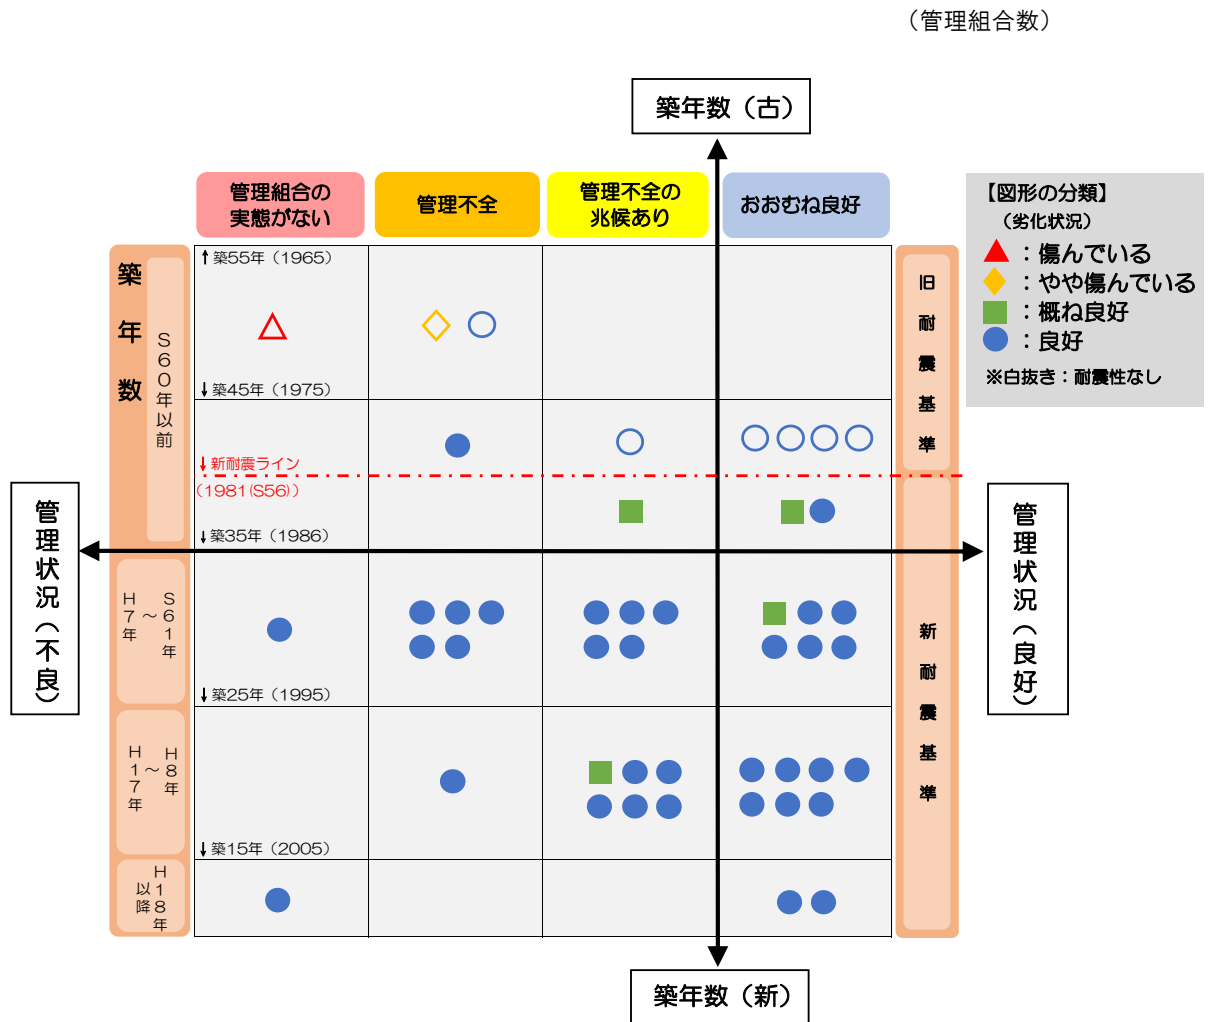 （管理組合数）
築年数（古）
管理組合の
実態がない
管理不全
管理不全の
兆候あり
おおむね良好
【図形の分類】
（劣化状況）
：傷んでいる
：やや傷んでいる
：概ね良好
：良好
※白抜き：耐震性なし
築年数
S60年以前
↑築55年（1965）
↓築45年（1975）
↓新耐震ライン
（1981(S56)）
↓築35年（1986）
旧耐震基準
管理状況（不良）
管理状況（良好）
S61年
～
H7年
↓築25年（1995）
新耐震基準
H8年
～
H17年
↓築15年（2005）
H18年
以降
築年数（新）